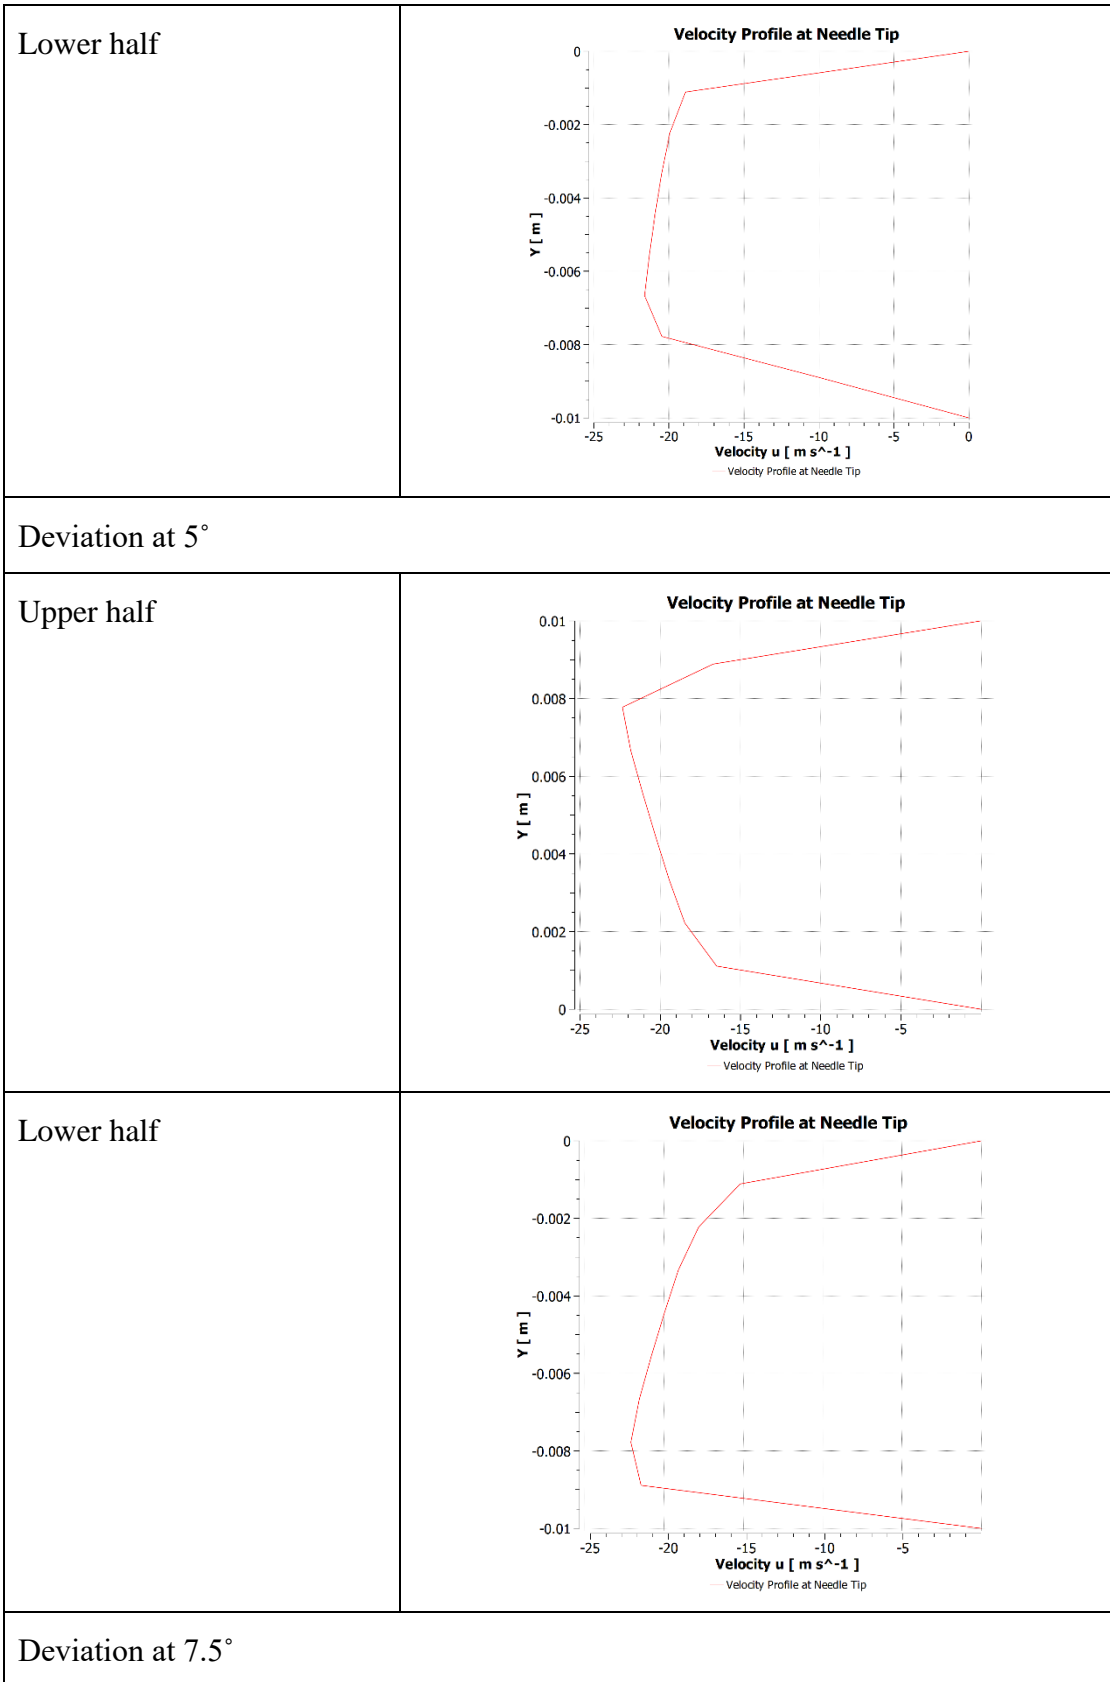 Lower half
Velocity Profile at Needle Tip
0
-0.002
-0.004
-0.006
-0.008
-0.01
Y [ m ]
-25 -20 -15 -10 -5 0
Velocity u [ m s^-1 ]
Velocity Profile at Needle Tip
Deviation at 5˚
Upper half
Velocity Profile at Needle Tip
0.01
0.008
0.006
0.004
0.002
0
Y [ m ]
-25 -20 -15 -10 -5
Velocity u [ m s^-1 ]
Velocity Profile at Needle Tip
Lower half
Velocity Profile at Needle Tip
0
-0.002
-0.004
-0.006
-0.008
-0.01
Y [ m ]
-25 -20 -15 -10 -5
Velocity u [ m s^-1 ]
Velocity Profile at Needle Tip
Deviation at 7.5˚